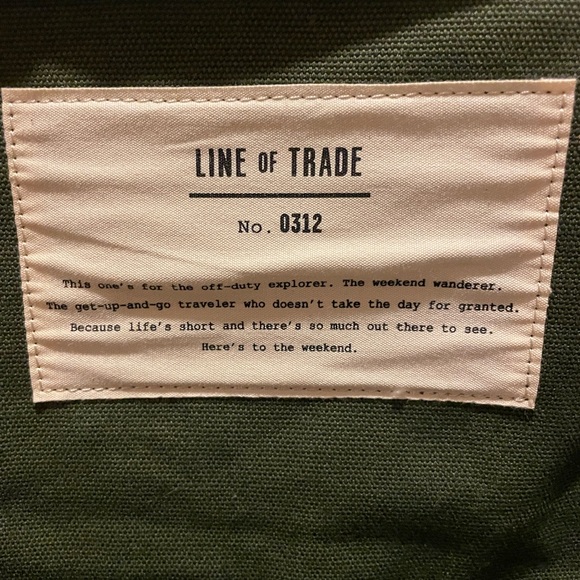 LINE OF TRADE
No. 0312
This one's for the off-duty explorer. The weekend wanderer.
The get-up-and-go traveler who doesn't take the day for granted.
Because life's short and there's so much out there to see.
Here's to the weekend.